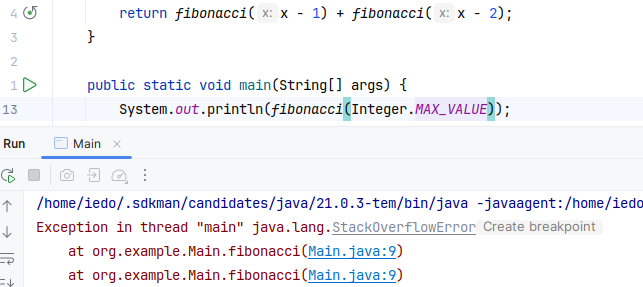 4 return fibonacci( x: x - 1) + fibonacci( x: x - 2);
3 }
2
1 public static void main(String[] args) {
13 System.out.println(fibonacci(Integer.MAX_VALUE));
Run Main ×
/home/iedo/.sdkman/candidates/java/21.0.3-tem/bin/java -javaagent:/home/iedo
Exception in thread "main" java.lang.StackOverflowError Create breakpoint
at org.example.Main.fibonacci(Main.java:9)
at org.example.Main.fibonacci(Main.java:9)